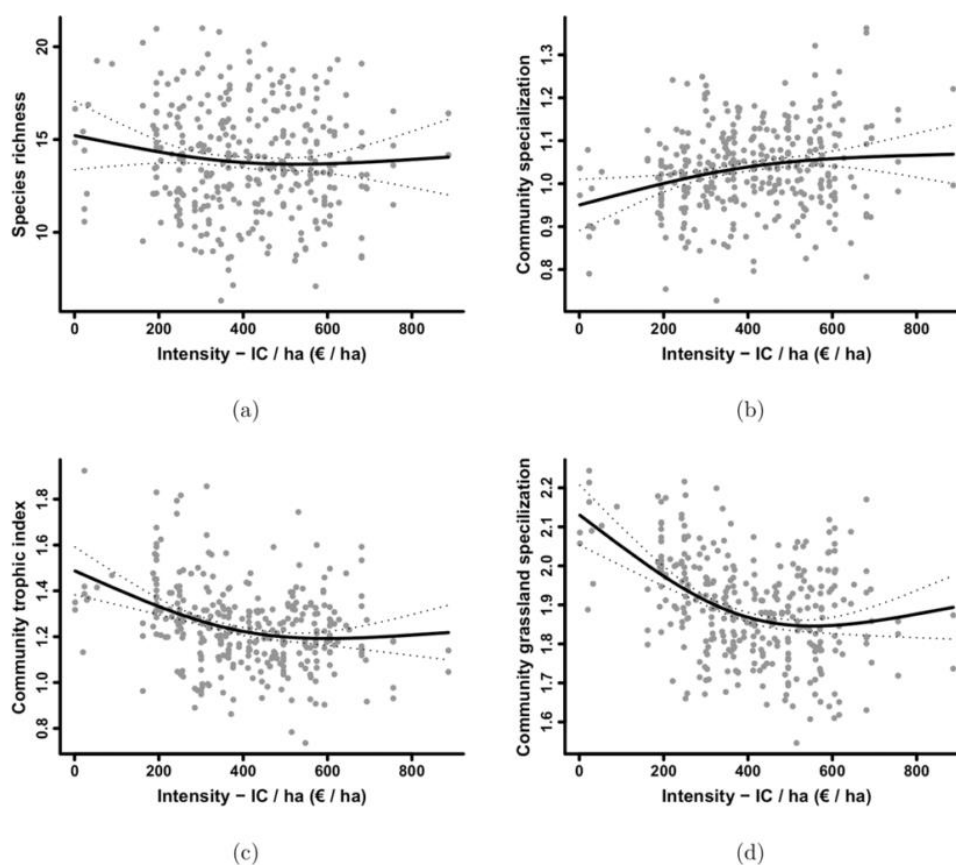 Species richness
10 15 20
0 200 400 600 800
Intensity − IC / ha (€ / ha)
(a)
Community specialization
0.8 0.9 1.0 1.1 1.2 1.3
0 200 400 600 800
Intensity − IC / ha (€ / ha)
(b)
Community trophic index
0.8 1.0 1.2 1.4 1.6 1.8
0 200 400 600 800
Intensity − IC / ha (€ / ha)
(c)
Community grassland specilization
1.6 1.7 1.8 1.9 2.0 2.1 2.2
0 200 400 600 800
Intensity − IC / ha (€ / ha)
(d)